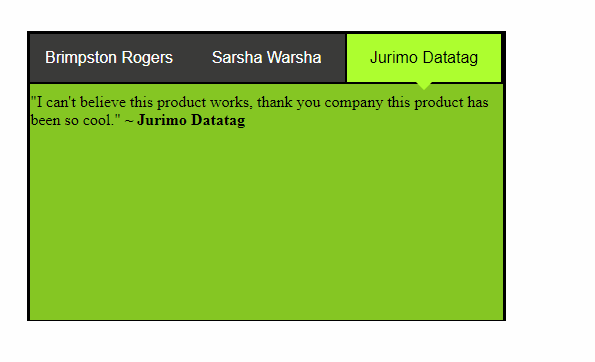 Brimpston Rogers Sarsha Warsha Jurimo Datatag
"I can't believe this product works, thank you company this product has
been so cool." ~ Jurimo Datatag